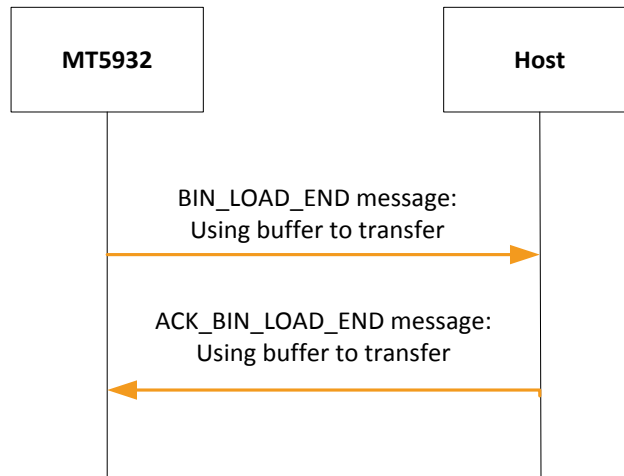 MT5932
Host
BIN_LOAD_END message:
Using buffer to transfer
ACK_BIN_LOAD_END message:
Using buffer to transfer